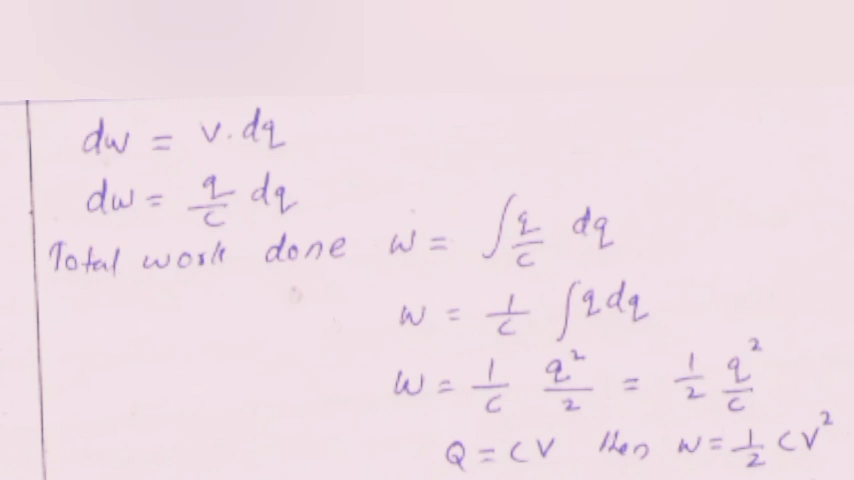 dw = v.dq
dw = q/c dq
Total work done w = ∫ q/c dq
w = 1/c ∫ q dq
w = 1/c q²/2 = 1/2 q²/c
Q = CV then w = 1/2 CV²